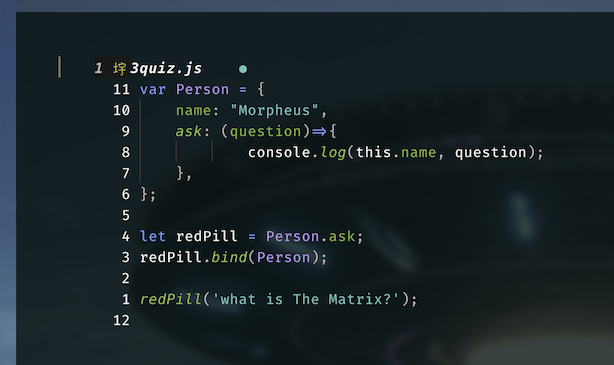 1 3quiz.js ●
11 var Person = {
10 name: "Morpheus",
9 ask: (question)=>{
8 console.log(this.name, question);
7 },
6 };
5
4 let redPill = Person.ask;
3 redPill.bind(Person);
2
1 redPill('what is The Matrix?');
12